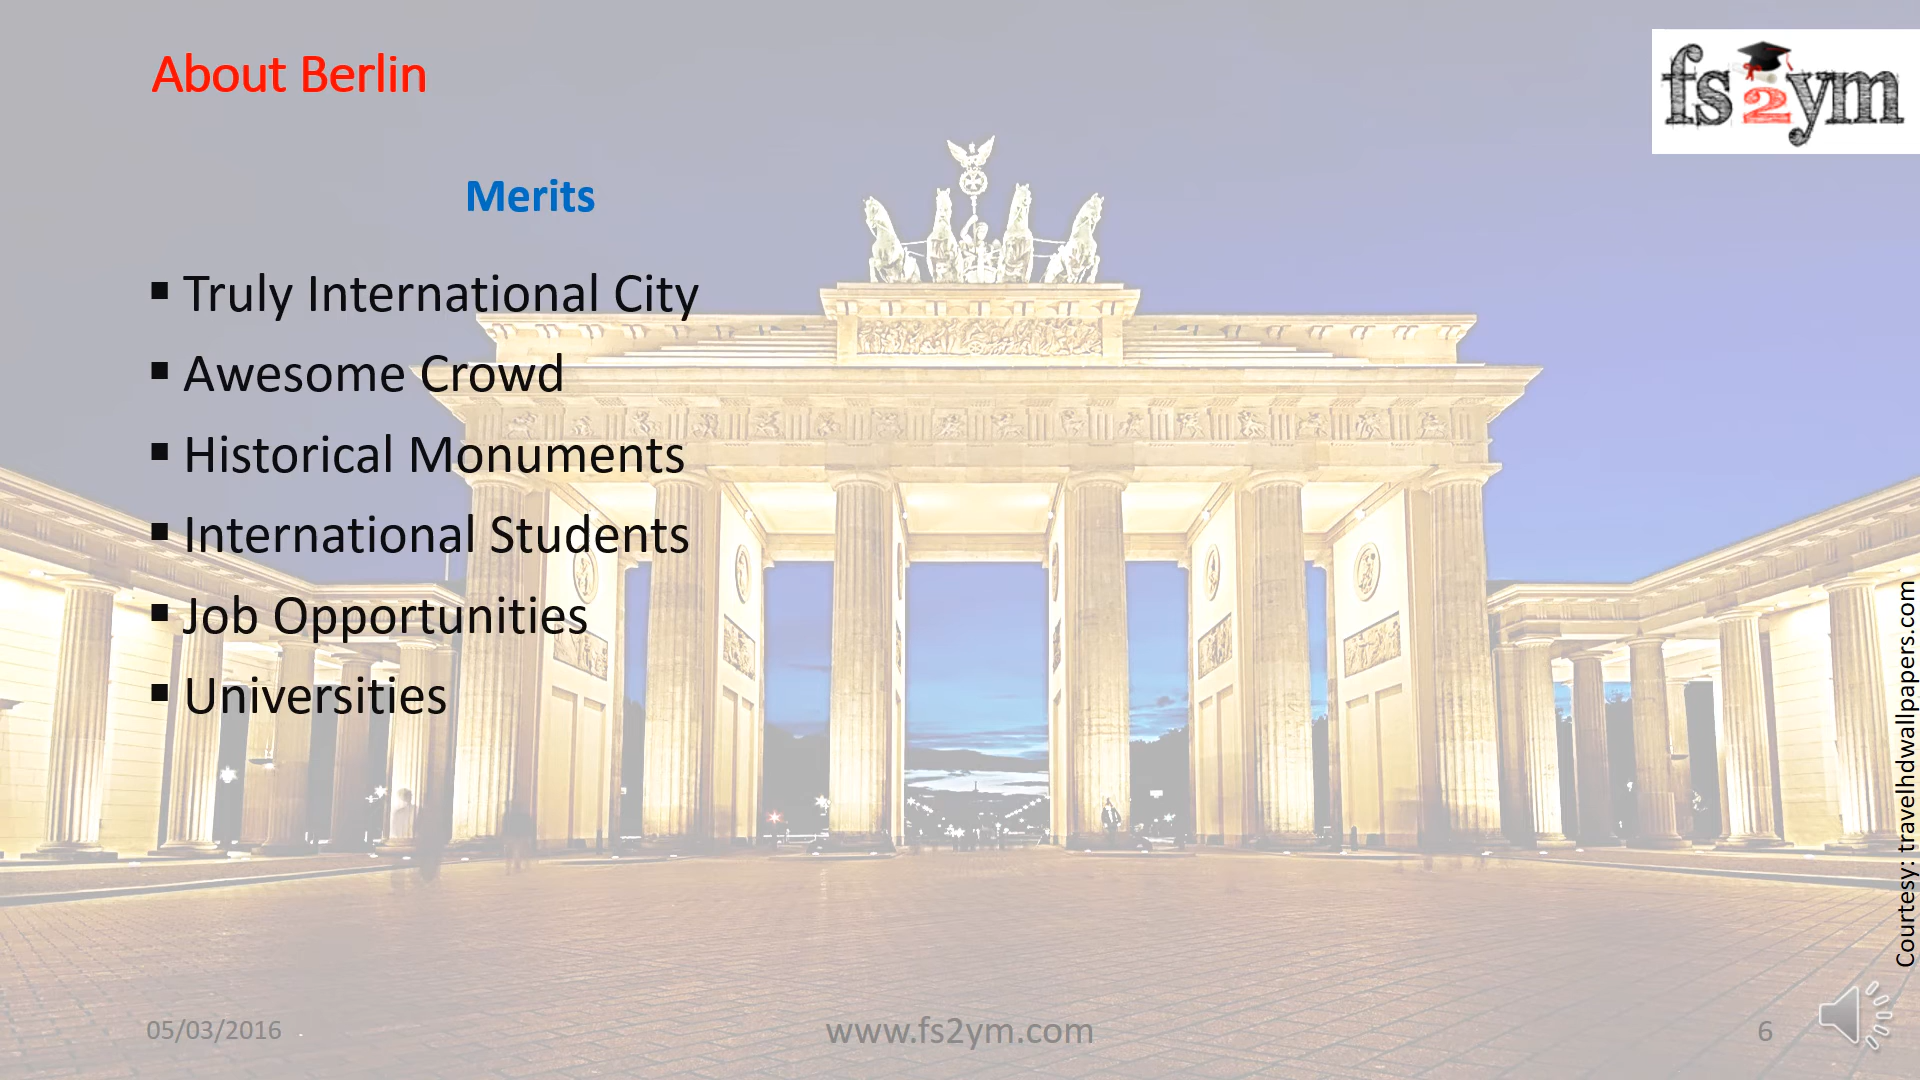 About Berlin
fs2ym
Merits
▪ Truly International City
▪ Awesome Crowd
▪ Historical Monuments
▪ International Students
▪ Job Opportunities
▪ Universities
Courtesy: travelhdwallpapers.com
05/03/2016
www.fs2ym.com
6